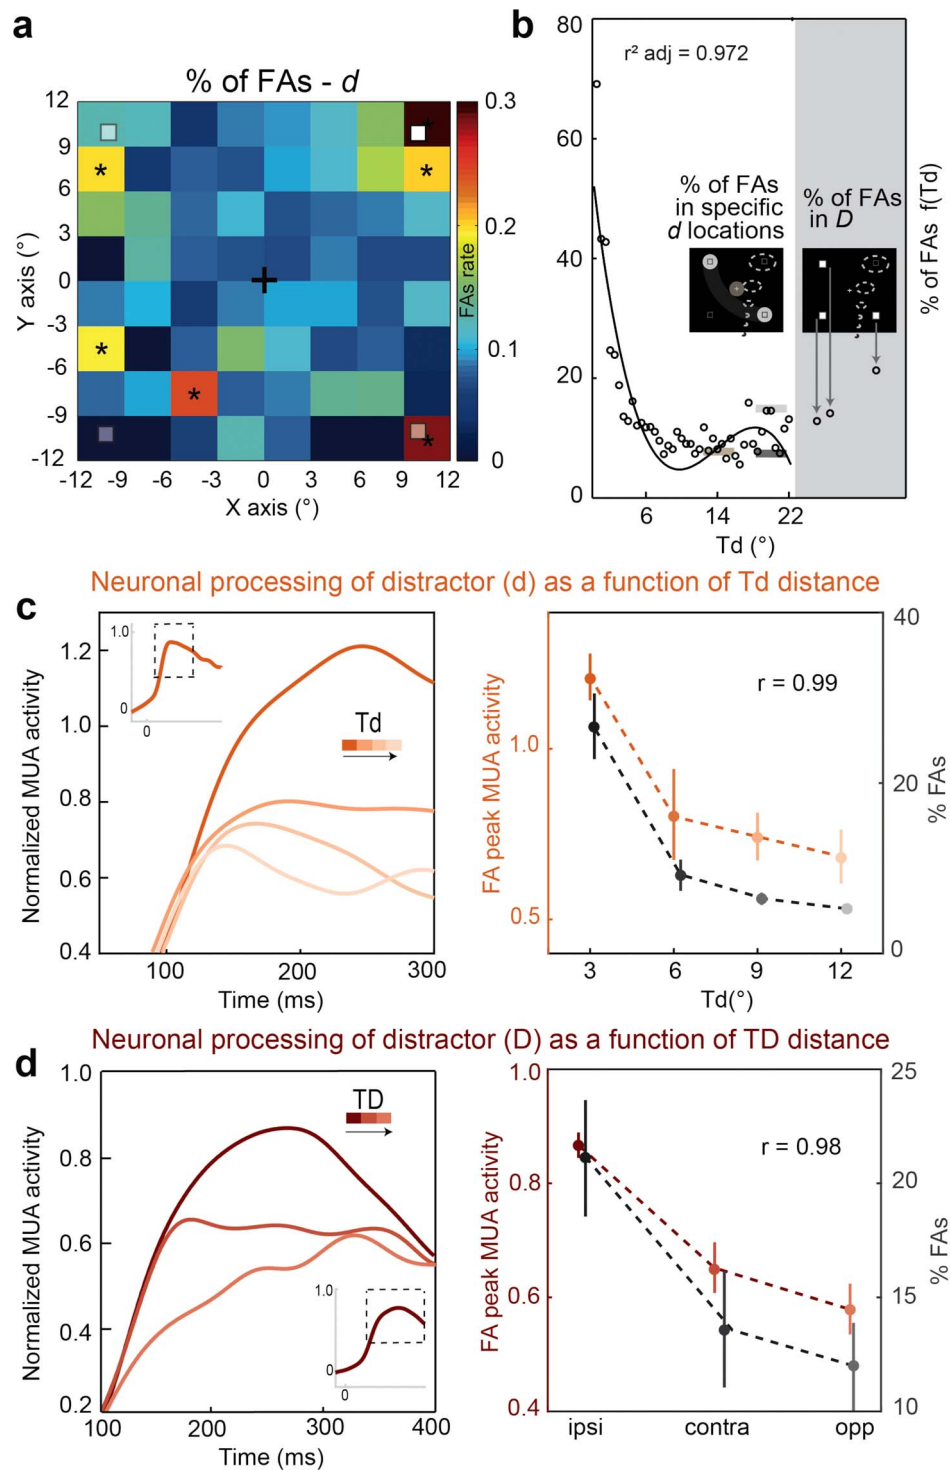 a
% of FAs - d
12
9
6
3
0
-3
-6
-9
-12
Y axis (°)
-12 -9 -6 -3 0 3 6 9 12
X axis (°)
*
*
*
*
*
*
0.3
0.2
0.1
0
FAs rate
b
80
60
40
20
0
r² adj = 0.972
% of FAs
in specific
d locations
% of FAs
in D
% of FAs f(Td)
6 14 22
Td (°)
Neuronal processing of distractor (d) as a function of Td distance
c
1.2
1.0
0.8
0.6
0.4
Normalized MUA activity
1.0
0
0
Td
100 200 300
Time (ms)
1.0
0.5
FA peak MUA activity
r = 0.99
40
20
0
% FAs
3 6 9 12
Td(°)
Neuronal processing of distractor (D) as a function of TD distance
d
1.0
0.8
0.6
0.4
0.2
Normalized MUA activity
TD
1.0
0
0
100 200 300 400
Time (ms)
1.0
0.8
0.6
0.4
FA peak MUA activity
r = 0.98
25
20
15
10
% FAs
ipsi contra opp